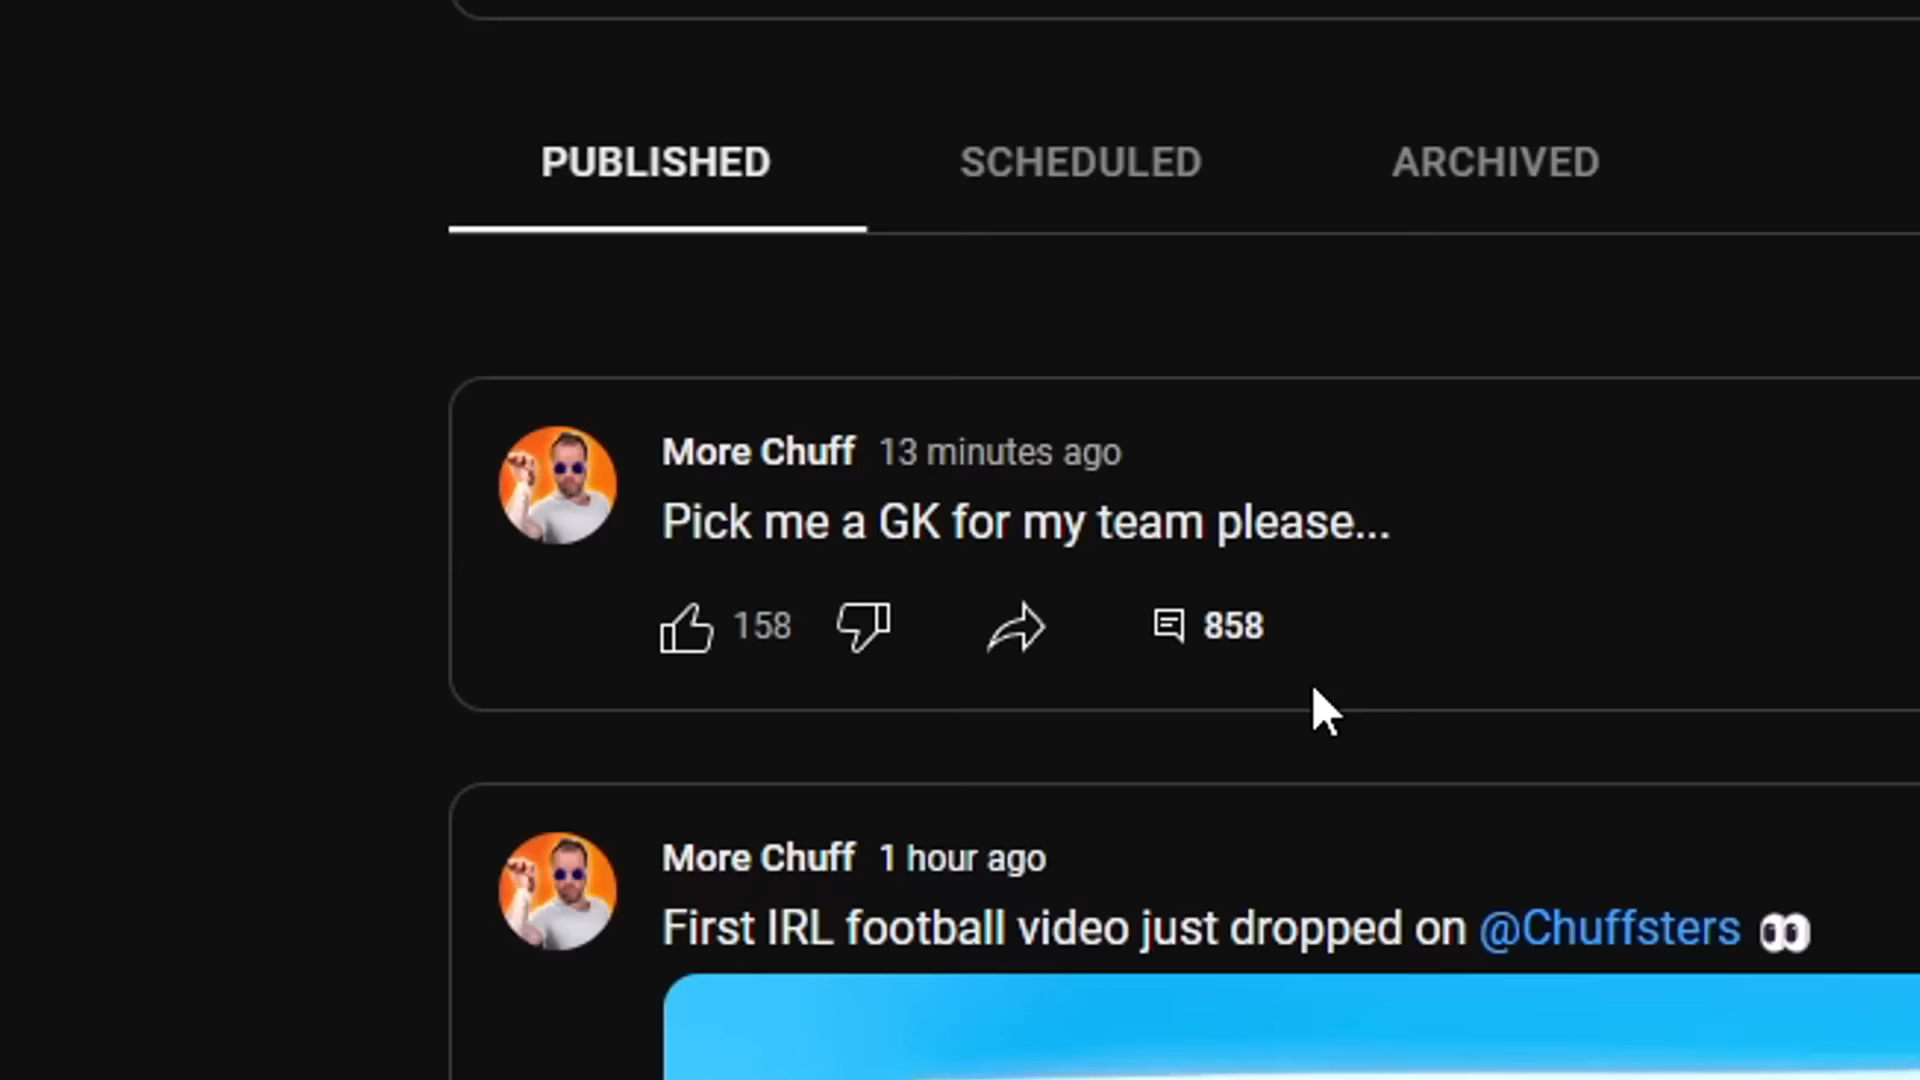 PUBLISHED SCHEDULED ARCHIVED
More Chuff 13 minutes ago
Pick me a GK for my team please...
158 858
More Chuff 1 hour ago
First IRL football video just dropped on @Chuffsters 👀